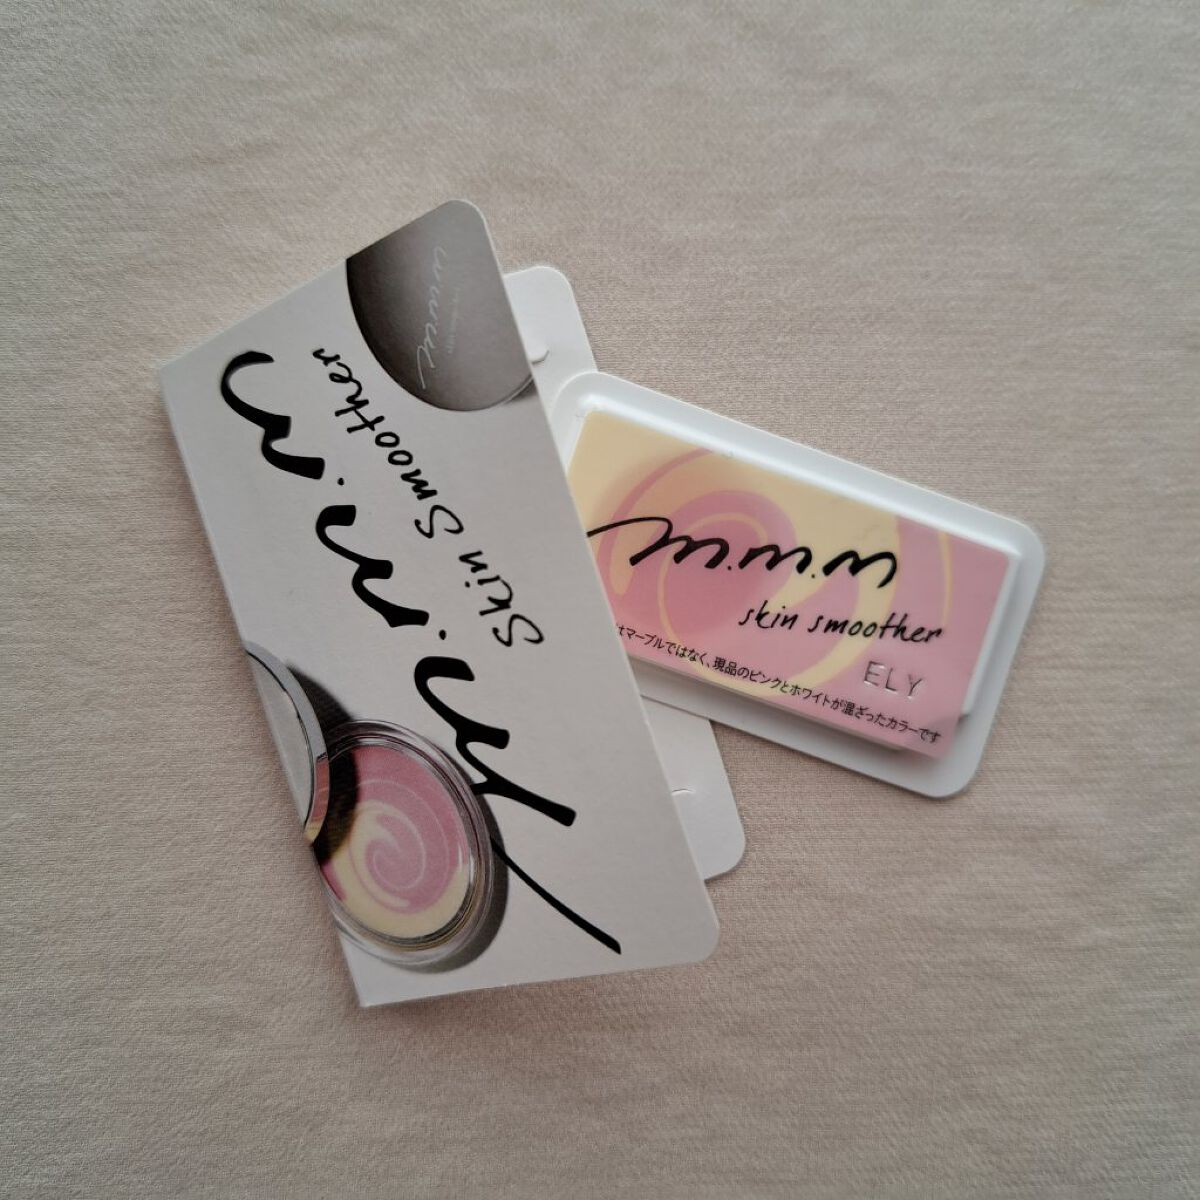 m.m.m
Skin Smoother
m.m.m
skin smoother
はマーブルではなく、現品のピンクとホワイトが混ざったカラーです
ELY